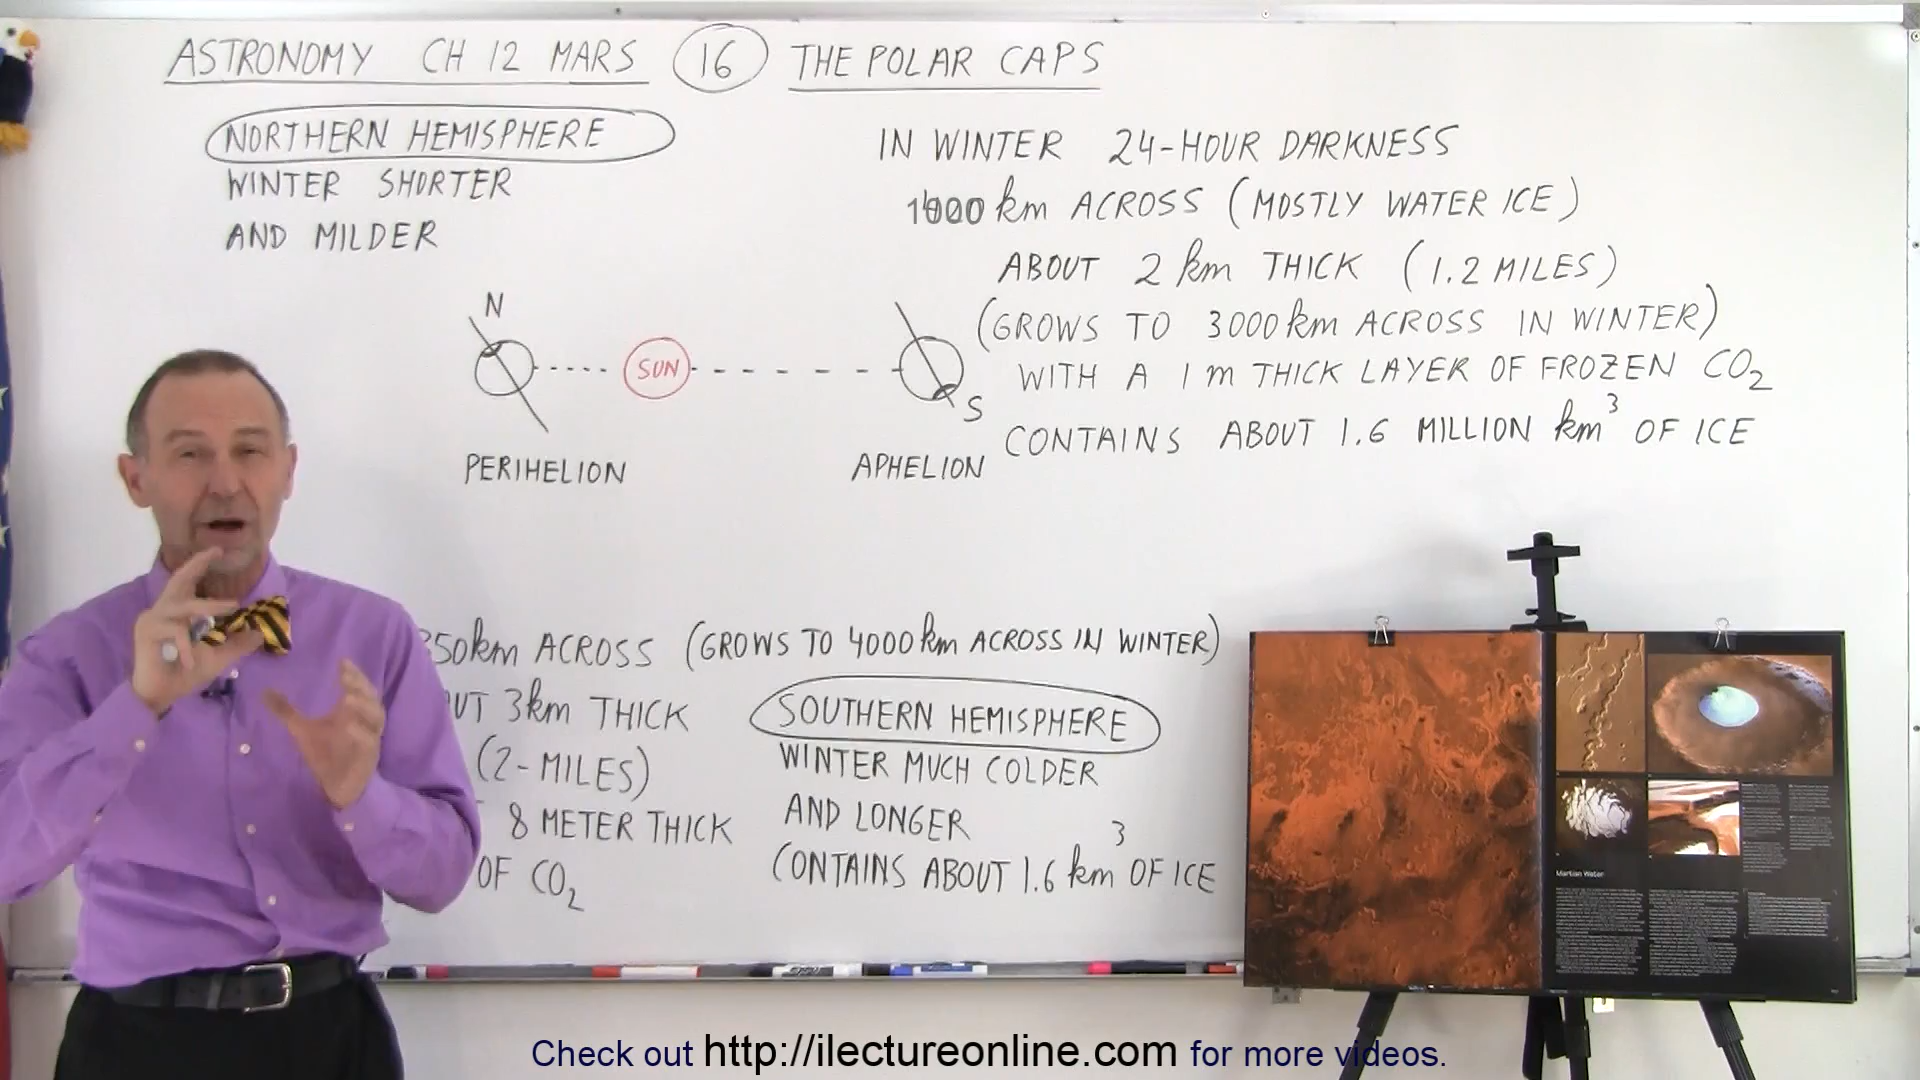 ASTRONOMY CH 12 MARS 16 THE POLAR CAPS
NORTHERN HEMISPHERE
WINTER SHORTER
AND MILDER
IN WINTER 24-HOUR DARKNESS
1000 km ACROSS (MOSTLY WATER ICE)
ABOUT 2 km THICK (1.2 MILES)
(GROWS TO 3000 km ACROSS IN WINTER)
WITH A 1 m THICK LAYER OF FROZEN CO2
CONTAINS ABOUT 1.6 MILLION km3 OF ICE
N
SUN
S
PERIHELION
APHELION
350km ACROSS (GROWS TO 4000 km ACROSS IN WINTER)
UT 3km THICK
(2-MILES)
8 METER THICK
OF CO2
SOUTHERN HEMISPHERE
WINTER MUCH COLDER
AND LONGER
CONTAINS ABOUT 1.6 km3 OF ICE
Martian Water
Check out http://ilectureonline.com for more videos.